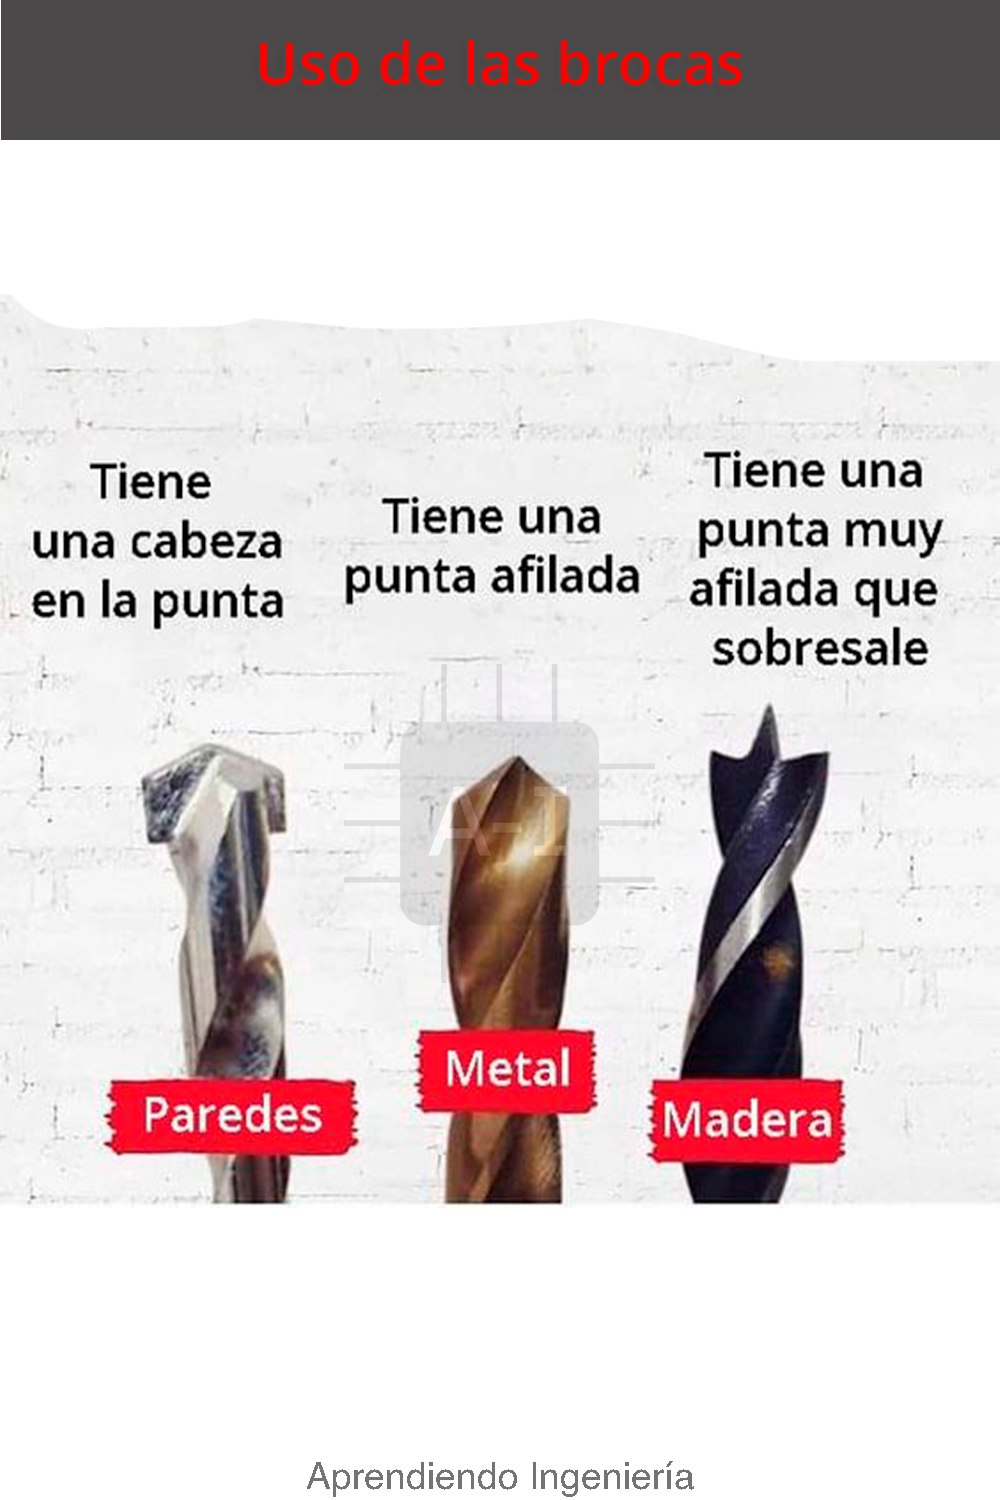 Uso de las brocas
Tiene
una cabeza
en la punta
Tiene una
punta afilada
Tiene una
punta muy
afilada que
sobresale
A-I
Paredes
Metal
Madera
Aprendiendo Ingeniería